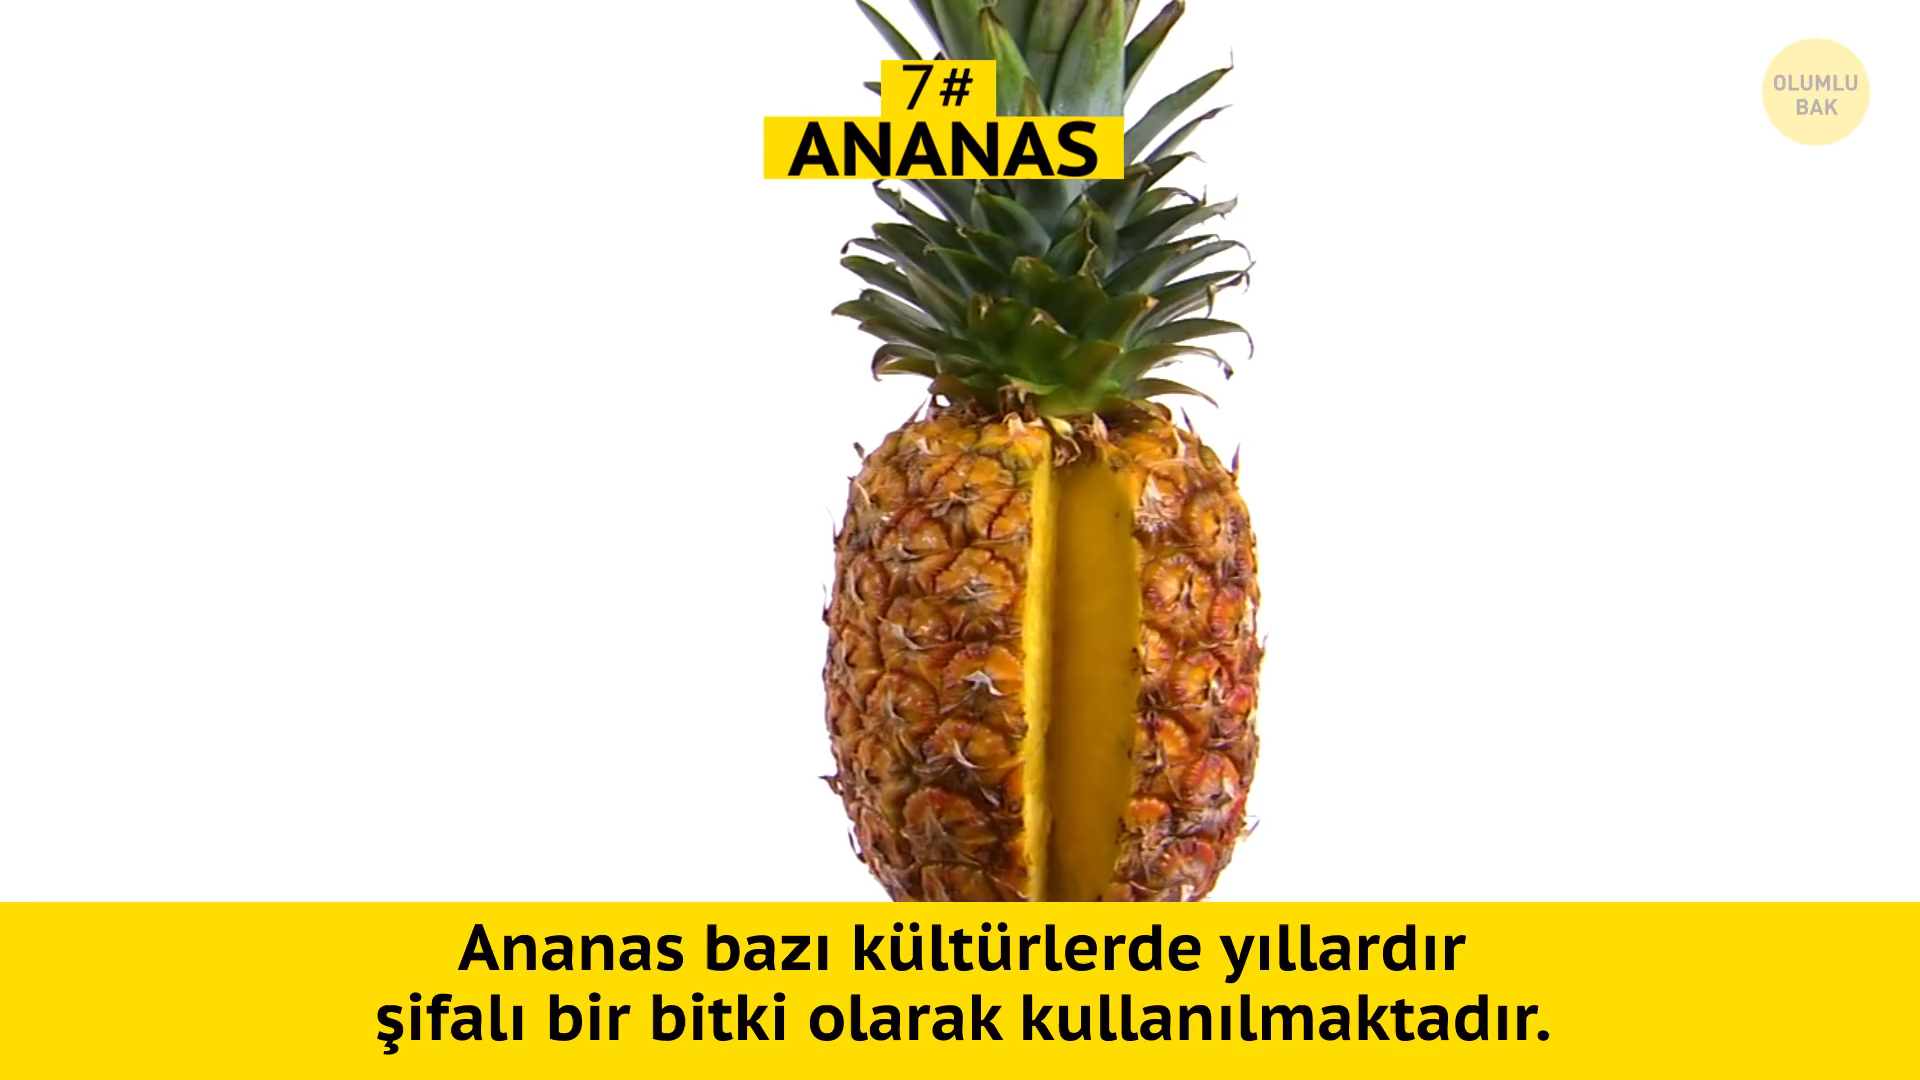 7#
ANANAS
OLUMLU
BAK
Ananas bazı kültürlerde yıllardır
şifalı bir bitki olarak kullanılmaktadır.